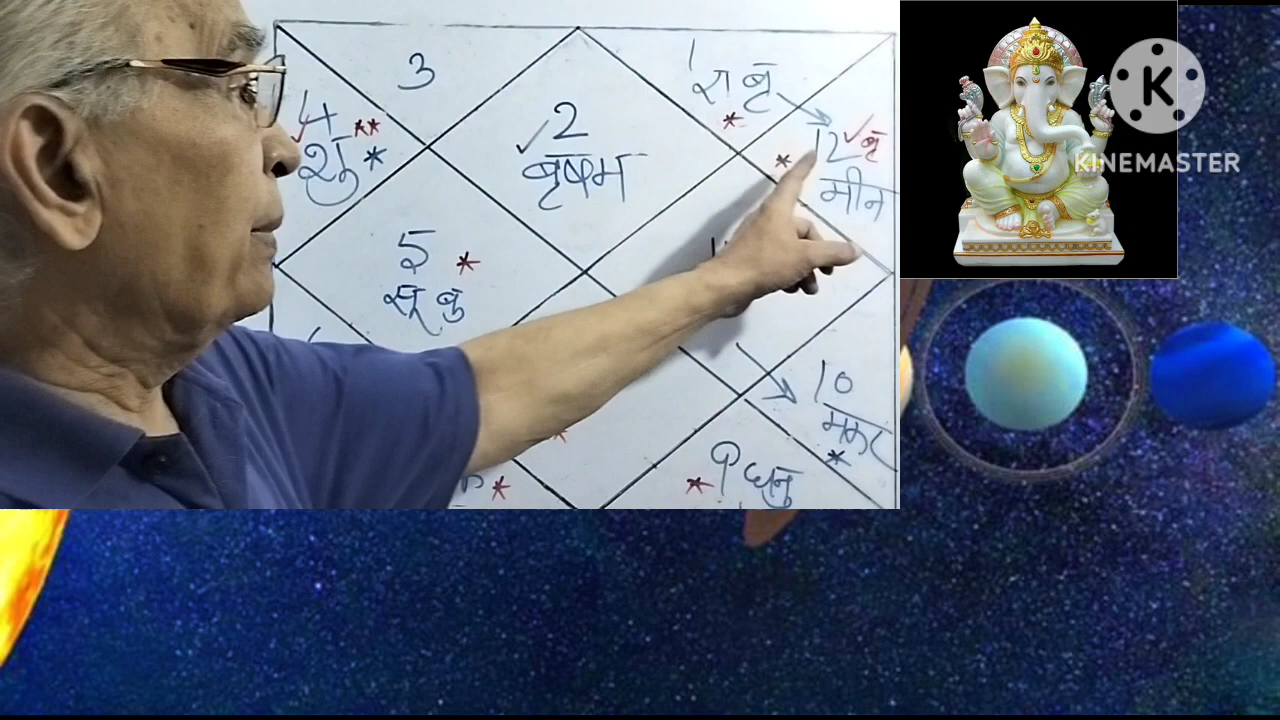 3
1
रा बृ
4
शु
2
बृषभ
12 बृ
मीन
5
सू बु
10
मकर
9 धनु
K
KINEMASTER